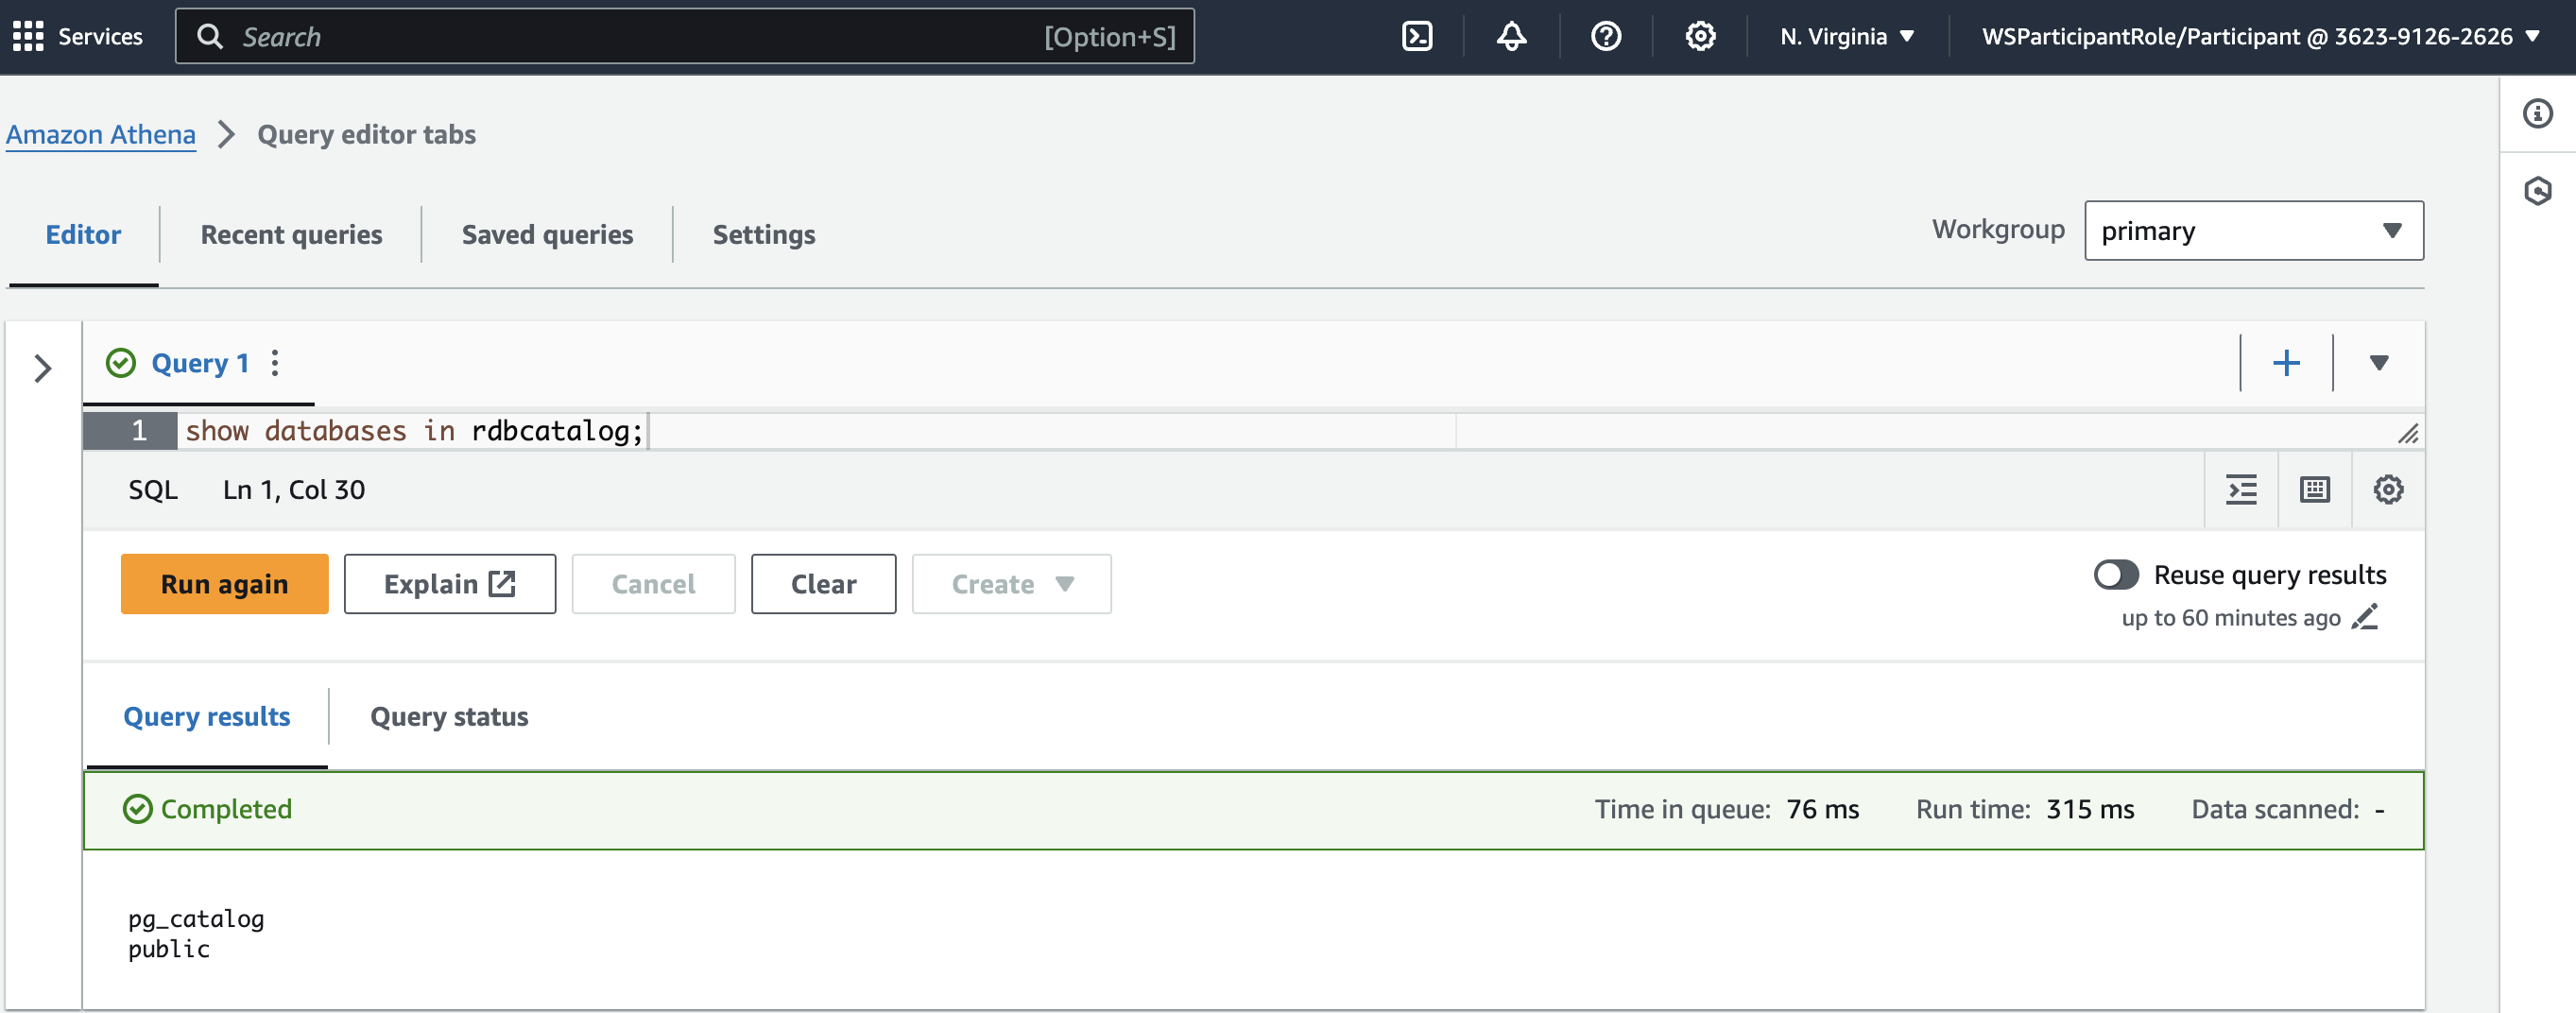 Services
Search [Option+S]
N. Virginia
WSParticipantRole/Participant @ 3623-9126-2626
Amazon Athena Query editor tabs
Editor Recent queries Saved queries Settings
Workgroup primary
Query 1
1 show databases in rdbcatalog;
SQL Ln 1, Col 30
Run again Explain Cancel Clear Create
Reuse query results
up to 60 minutes ago
Query results Query status
Completed Time in queue: 76 ms Run time: 315 ms Data scanned: -
pg_catalog
public